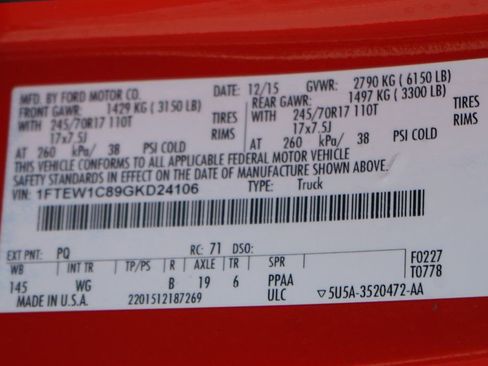 MFD. BY FORD MOTOR CO. DATE: 12/15 GVWR: 2790 KG ( 6150 LB)
FRONT GAWR: 1429 KG ( 3150 LB) REAR GAWR: 1497 KG ( 3300 LB)
WITH 245/70R17 110T TIRES WITH 245/70R17 110T TIRES
17x7.5J RIMS 17x7.5J RIMS
AT 260 kPa/ 38 PSI COLD AT 260 kPa/ 38 PSI COLD
THIS VEHICLE CONFORMS TO ALL APPLICABLE FEDERAL MOTOR VEHICLE
SAFETY STANDARDS IN EFFECT ON THE DATE OF MANUFACTURE SHOWN ABOVE.
VIN: 1FTEW1C89GKD24106 TYPE: Truck
EXT PNT: PQ RC: 71 DSO: F0227
WB INT TR TP/PS R AXLE TR SPR T0778
145 WG B 19 6 PPAA
MADE IN U.S.A. 2201512187269 ULC ▽5U5A-3520472-AA